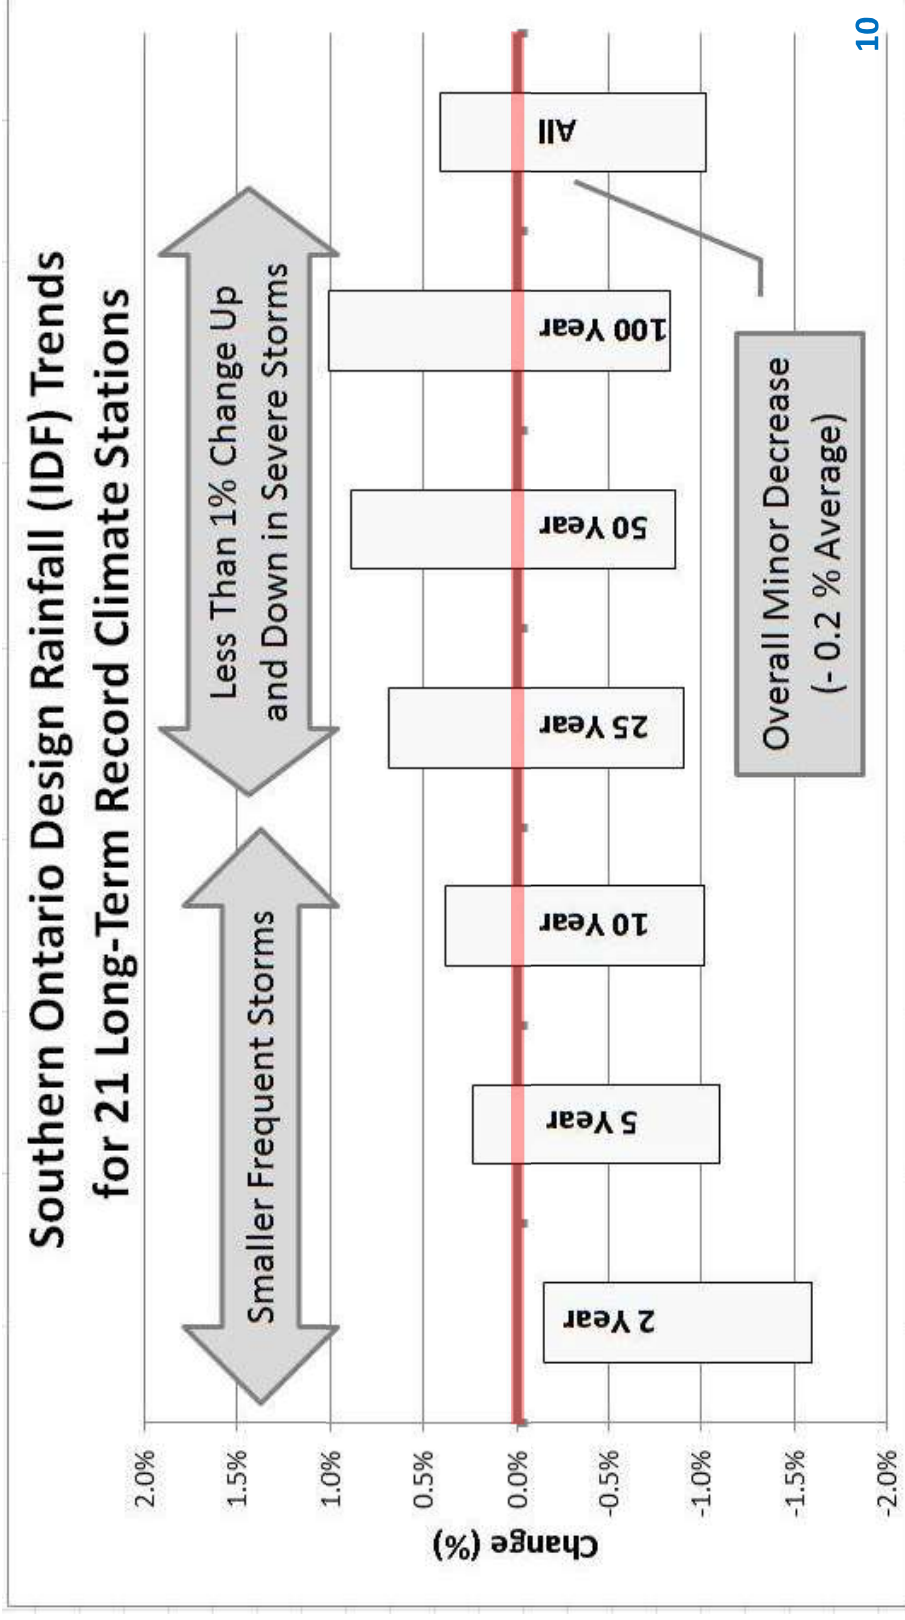 Southern Ontario Design Rainfall (IDF) Trends
for 21 Long-Term Record Climate Stations
Smaller Frequent Storms
Less Than 1% Change Up
and Down in Severe Storms
Change (%)
2.0%
1.5%
1.0%
0.5%
0.0%
-0.5%
-1.0%
-1.5%
-2.0%
2 Year
5 Year
10 Year
25 Year
50 Year
100 Year
All
Overall Minor Decrease
(- 0.2 % Average)
10